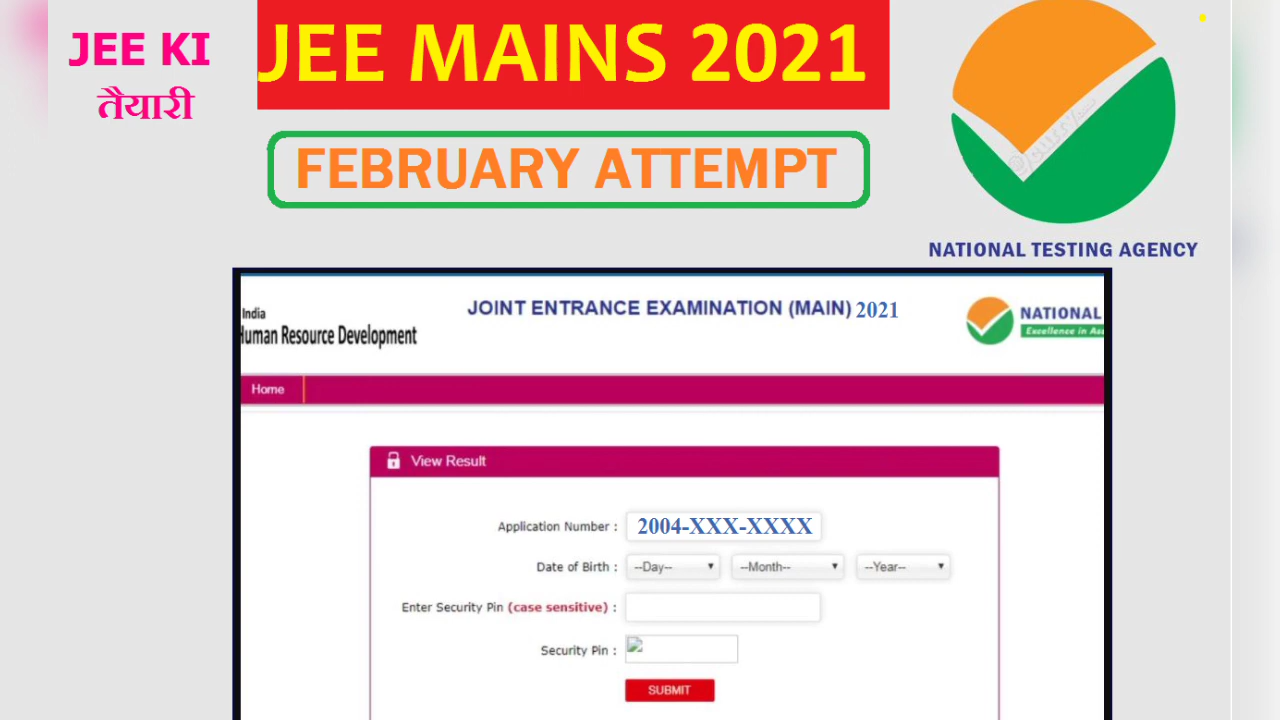 JEE KI
तैयारी
JEE MAINS 2021
FEBRUARY ATTEMPT
NATIONAL TESTING AGENCY
India
Human Resource Development
JOINT ENTRANCE EXAMINATION (MAIN) 2021
NATIONAL
Excellence in
Home
View Result
Application Number : 2004-XXX-XXXX
Date of Birth : --Day-- --Month-- --Year--
Enter Security Pin (case sensitive) :
Security Pin :
SUBMIT